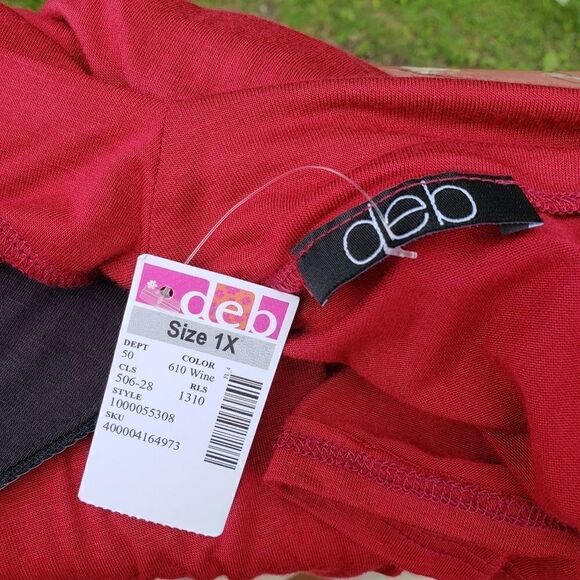 deb
deb
Size 1X
DEPT COLOR
50 610 Wine
CLS RLS
506-28 1310
STYLE
1000055308
SKU
400004164973